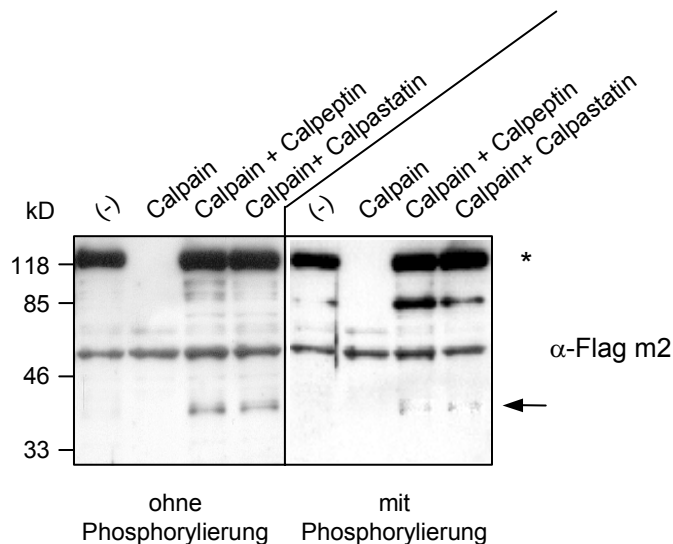 (-)
Calpain
Calpain + Calpeptin
Calpain+ Calpastatin
(-)
Calpain
Calpain + Calpeptin
Calpain+ Calpastatin
kD
118
85
46
33
*
α-Flag m2
ohne
Phosphorylierung
mit
Phosphorylierung